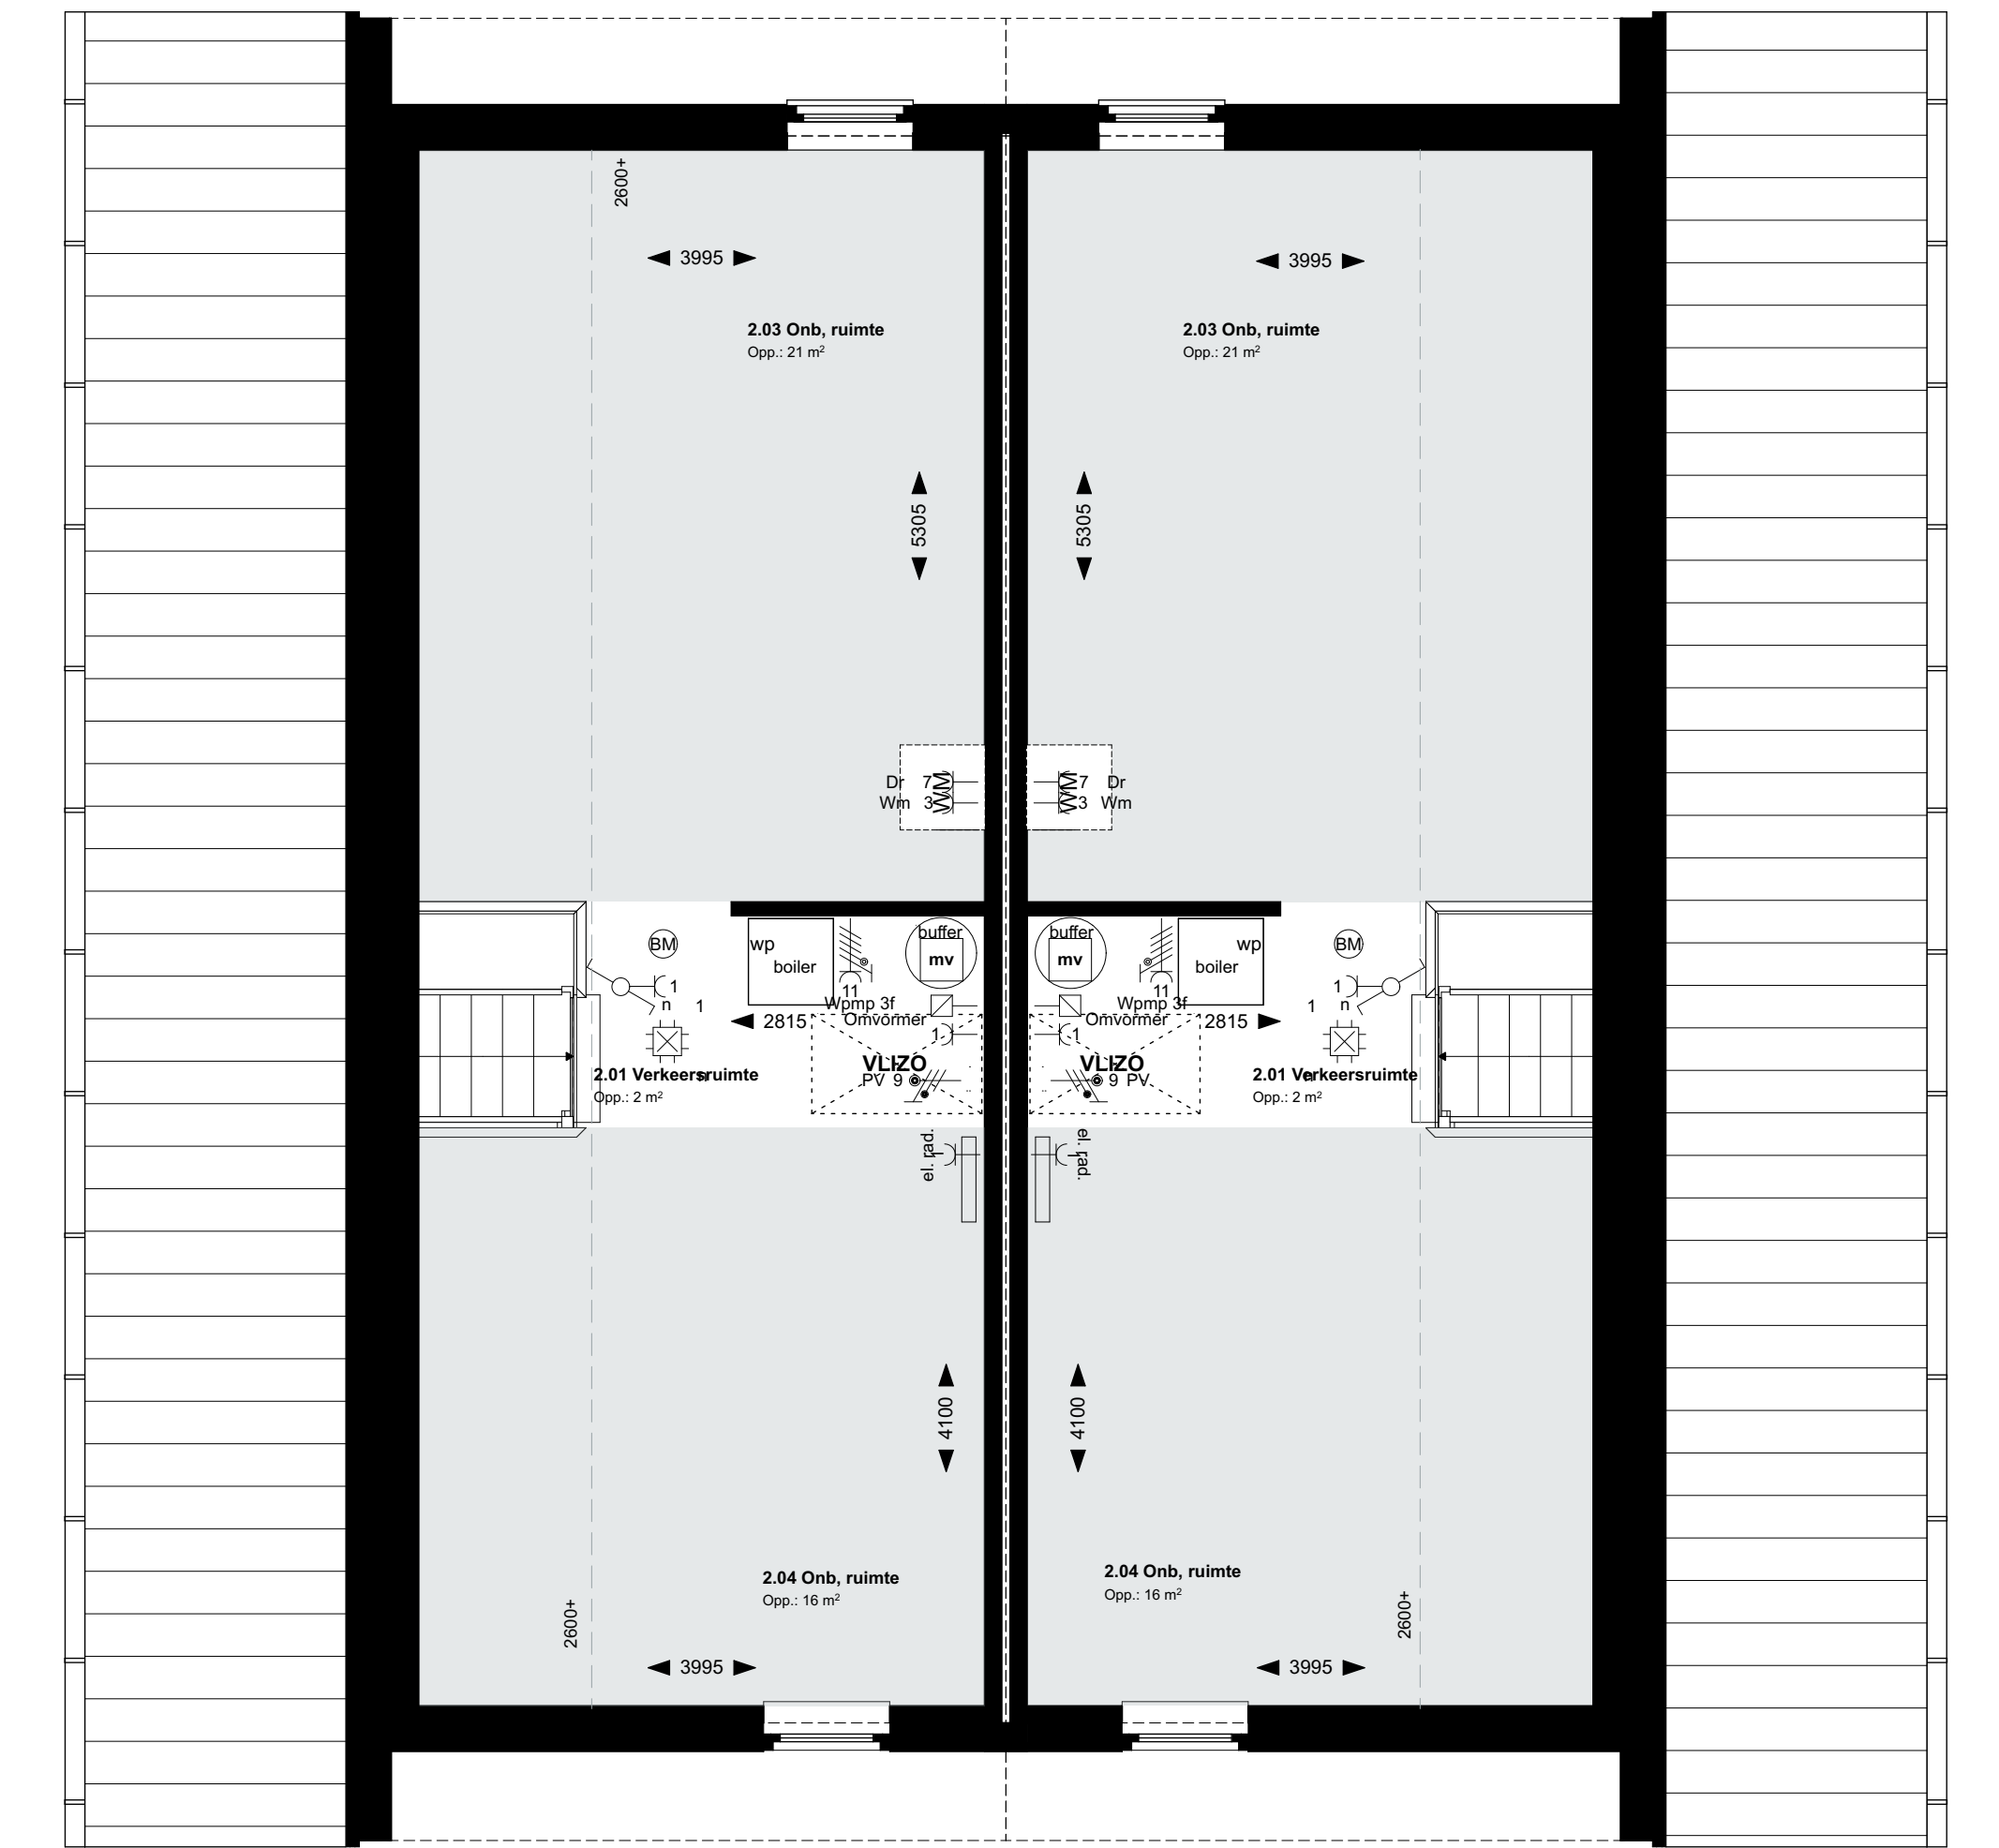 2600+
3995
3995
2.03 Onb, ruimte
Opp.: 21 m²
2.03 Onb, ruimte
Opp.: 21 m²
5305
5305
Dr 7
Wm 3
WM
7 Dr
3 Wm
WM
BM
wp
boiler
buffer
mv
buffer
mv
wp
boiler
BM
1
n
1
11
Wpmp 3f
Omvormer
2815
11
Wpmp 3f
Omvormer
2815
1
1
n
1
1
VLIZO
PV 9
VLIZO
9 PV
2.01 Verkeersruimte
n
Opp.: 2 m²
2.01 Verkeersruimte
n
Opp.: 2 m²
el. rad.
1
el. rad.
1
4100
4100
2.04 Onb, ruimte
Opp.: 16 m²
2.04 Onb, ruimte
Opp.: 16 m²
2600+
2600+
3995
3995